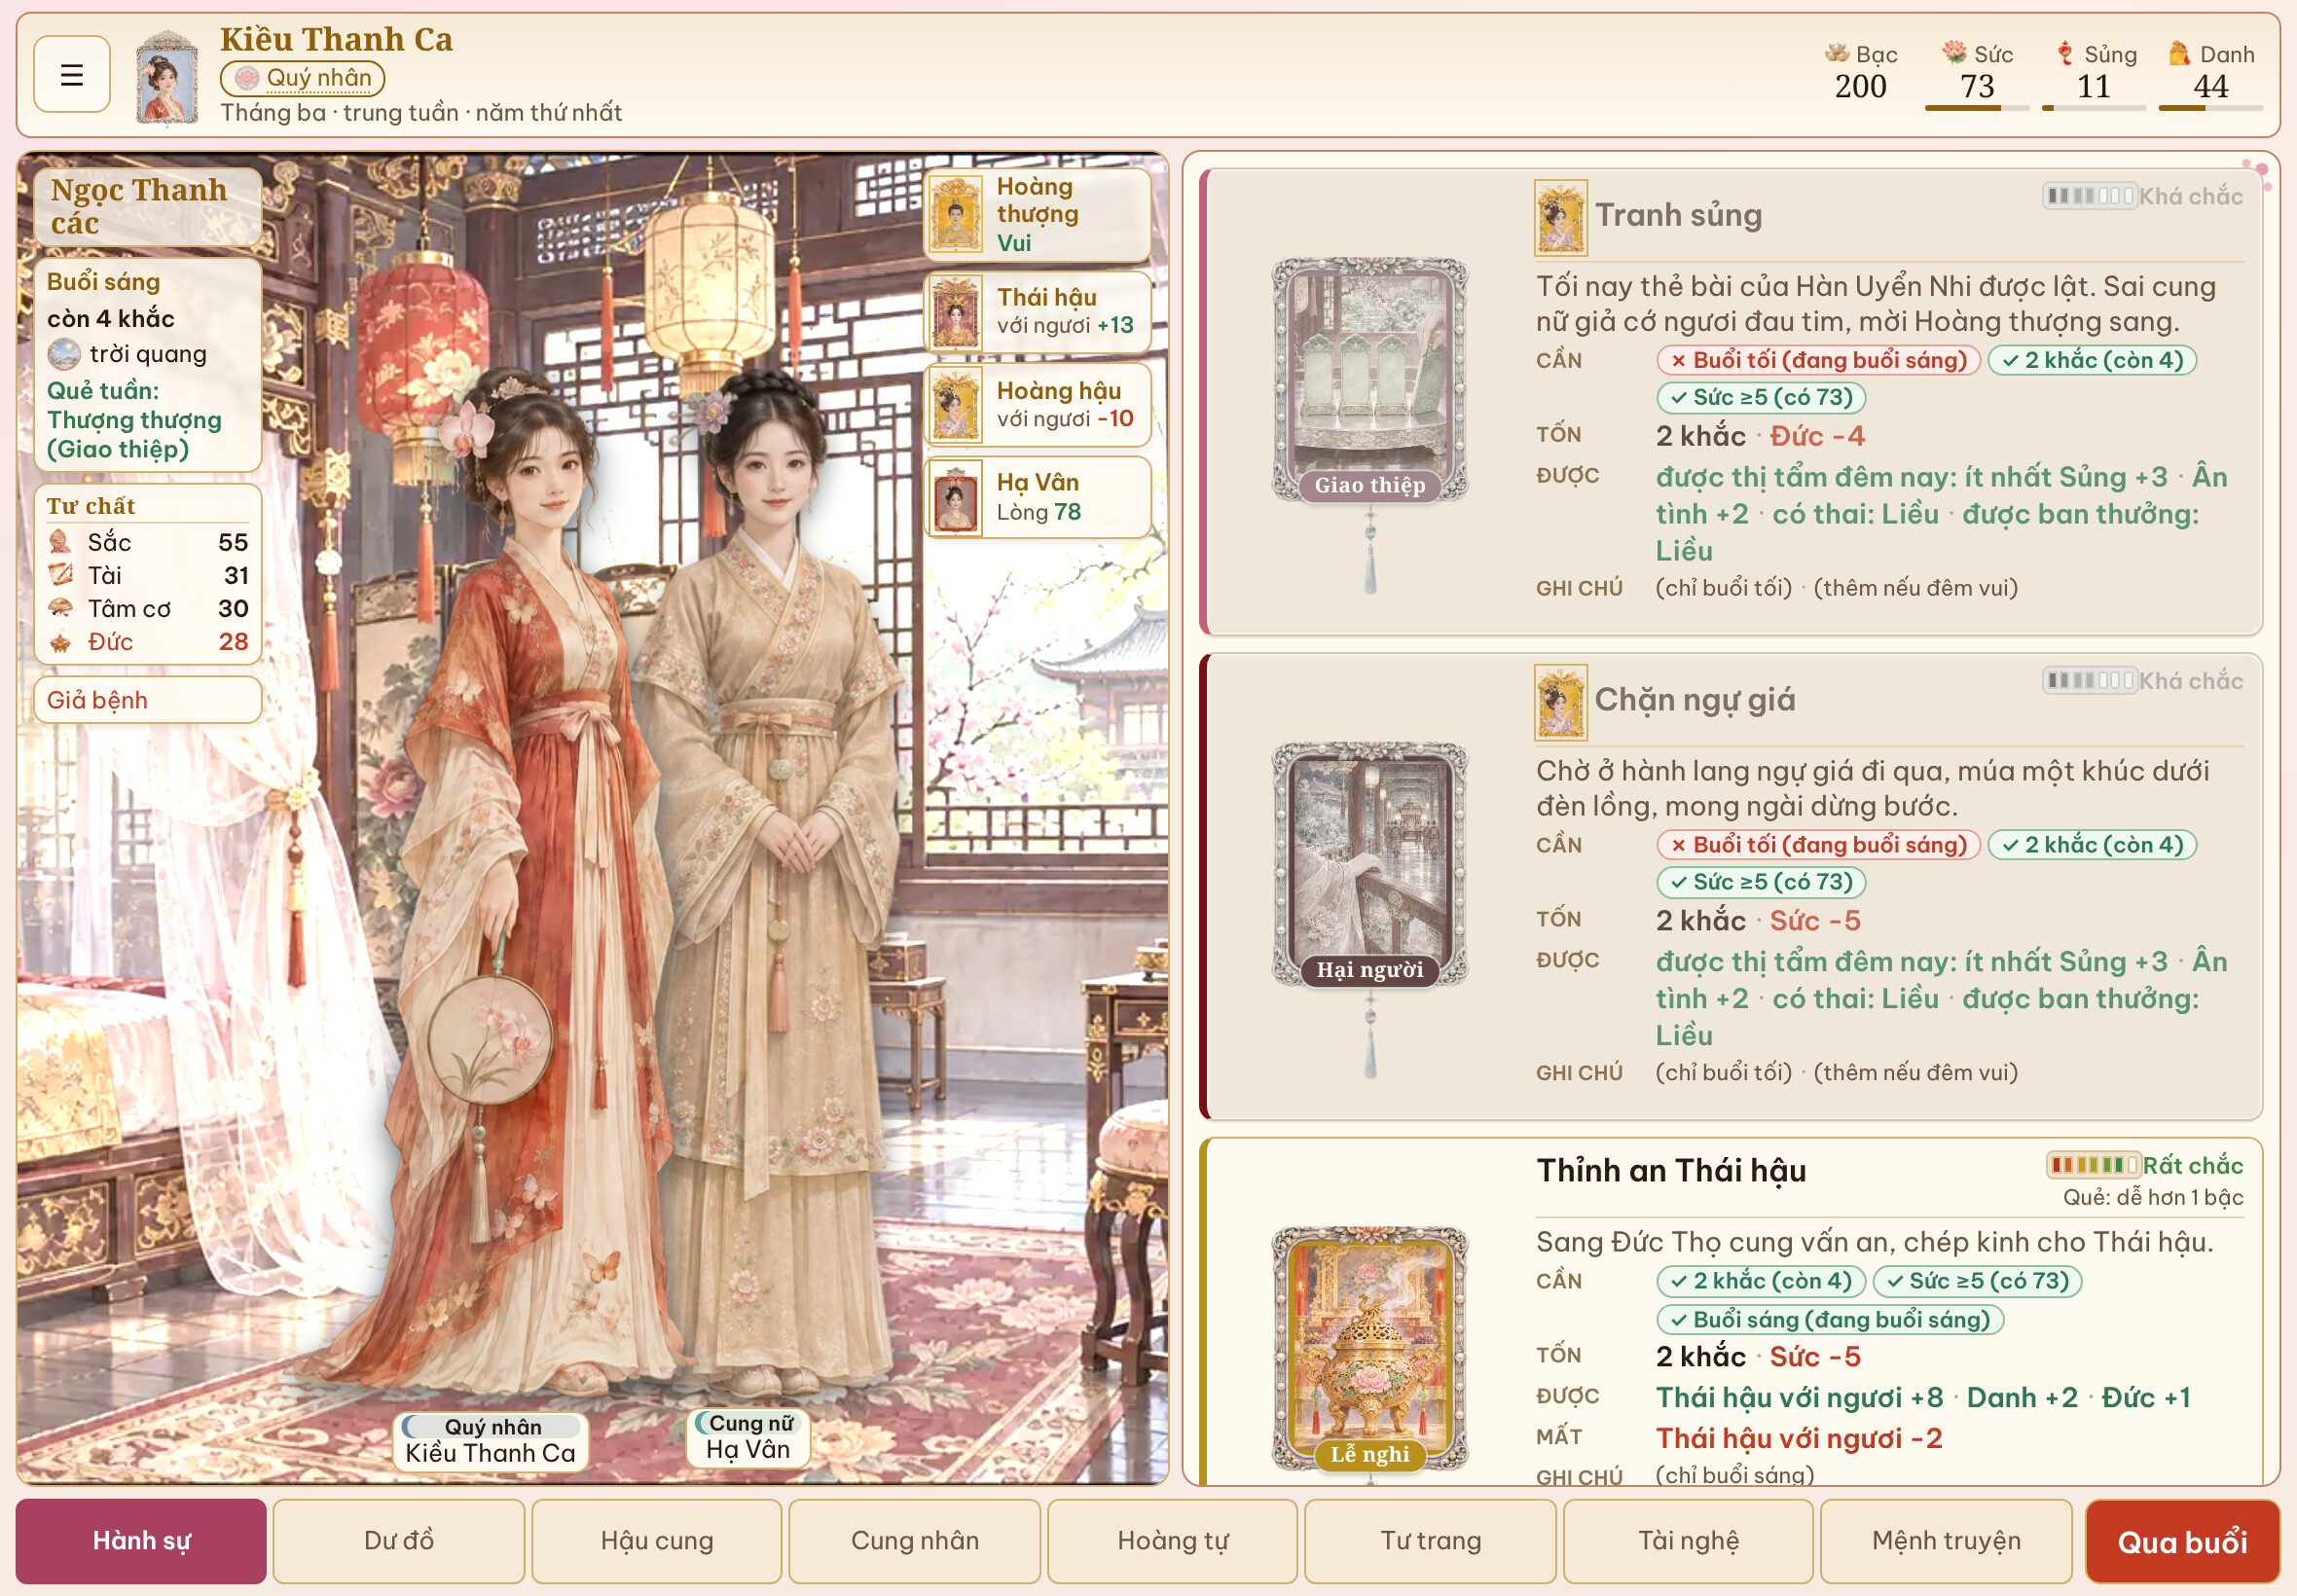 ☰
Kiều Thanh Ca
Quý nhân
Tháng ba · trung tuần · năm thứ nhất
Bạc
200
Sức
73
Sủng
11
Danh
44
Ngọc Thanh
các
Buổi sáng
còn 4 khắc
trời quang
Quẻ tuần:
Thượng thượng
(Giao thiệp)
Tư chất
Sắc 55
Tài 31
Tâm cơ 30
Đức 28
Giả bệnh
Hoàng
thượng
Vui
Thái hậu
với ngươi +13
Hoàng hậu
với ngươi -10
Hạ Vân
Lòng 78
Quý nhân
Kiều Thanh Ca
Cung nữ
Hạ Vân
Tranh sủng
Khá chắc
Giao thiệp
Tối nay thẻ bài của Hàn Uyển Nhi được lật. Sai cung
nữ giả cớ ngươi đau tim, mời Hoàng thượng sang.
CẦN × Buổi tối (đang buổi sáng) ✓ 2 khắc (còn 4)
✓ Sức ≥5 (có 73)
TỐN 2 khắc · Đức -4
ĐƯỢC được thị tẩm đêm nay: ít nhất Sủng +3 · Ân
tình +2 · có thai: Liều · được ban thưởng:
Liều
GHI CHÚ (chỉ buổi tối) · (thêm nếu đêm vui)
Chặn ngự giá
Khá chắc
Hại người
Chờ ở hành lang ngự giá đi qua, múa một khúc dưới
đèn lồng, mong ngài dừng bước.
CẦN × Buổi tối (đang buổi sáng) ✓ 2 khắc (còn 4)
✓ Sức ≥5 (có 73)
TỐN 2 khắc · Sức -5
ĐƯỢC được thị tẩm đêm nay: ít nhất Sủng +3 · Ân
tình +2 · có thai: Liều · được ban thưởng:
Liều
GHI CHÚ (chỉ buổi tối) · (thêm nếu đêm vui)
Thỉnh an Thái hậu
Rất chắc
Quẻ: dễ hơn 1 bậc
Lễ nghi
Sang Đức Thọ cung vấn an, chép kinh cho Thái hậu.
CẦN ✓ 2 khắc (còn 4) ✓ Sức ≥5 (có 73)
✓ Buổi sáng (đang buổi sáng)
TỐN 2 khắc · Sức -5
ĐƯỢC Thái hậu với ngươi +8 · Danh +2 · Đức +1
MẤT Thái hậu với ngươi -2
GHI CHÚ (chỉ buổi sáng)
Hành sự
Dư đồ
Hậu cung
Cung nhân
Hoàng tự
Tư trang
Tài nghệ
Mệnh truyện
Qua buổi